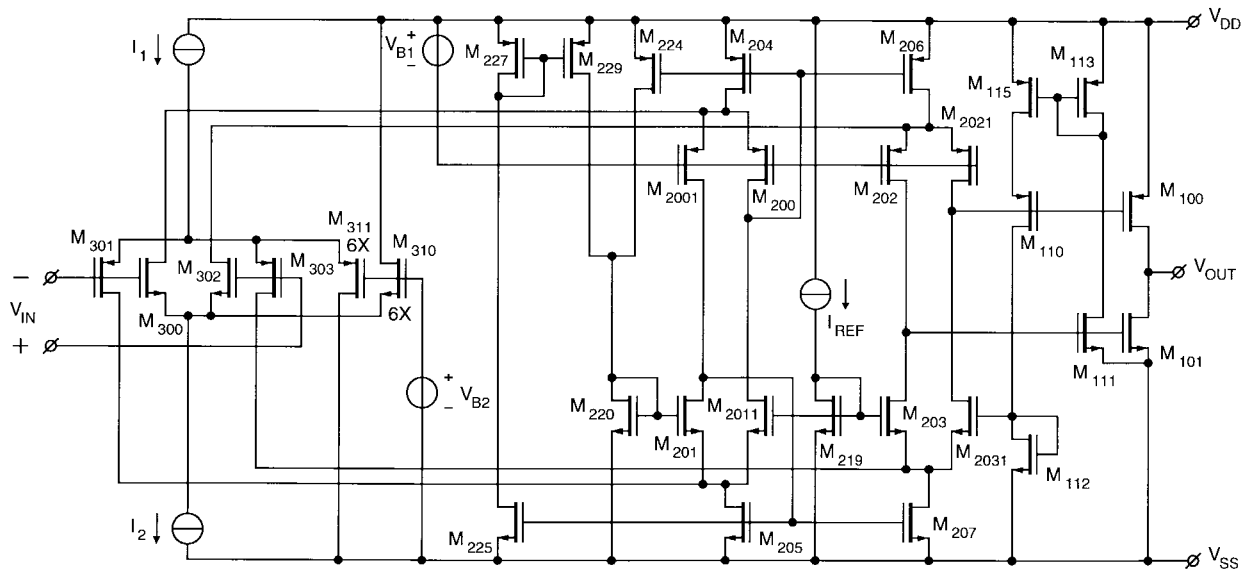 V_DD
I_1
V_B1
+
−
M_227
M_229
M_224
M_204
M_206
M_115
M_113
M_2021
M_2001
M_200
M_202
M_110
M_100
M_301
M_302
M_303
M_311
6X
M_310
6X
−
V_IN
+
M_300
V_OUT
I_REF
+
−
V_B2
M_111
M_101
M_220
M_201
M_2011
M_219
M_203
M_2031
M_112
I_2
M_225
M_205
M_207
V_SS